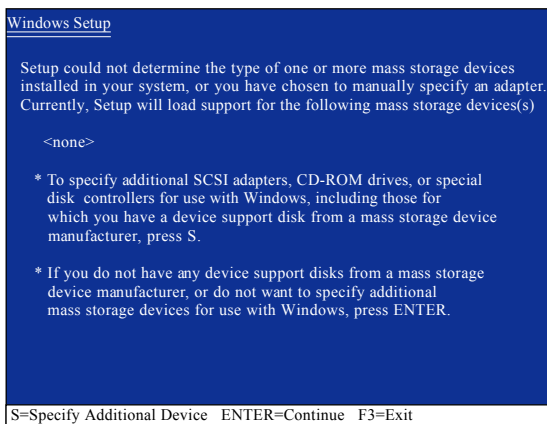 Windows Setup
Setup could not determine the type of one or more mass storage devices
installed in your system, or you have chosen to manually specify an adapter.
Currently, Setup will load support for the following mass storage devices(s)
<none>
* To specify additional SCSI adapters, CD-ROM drives, or special
disk controllers for use with Windows, including those for
which you have a device support disk from a mass storage device
manufacturer, press S.
* If you do not have any device support disks from a mass storage
device manufacturer, or do not want to specify additional
mass storage devices for use with Windows, press ENTER.
S=Specify Additional Device ENTER=Continue F3=Exit